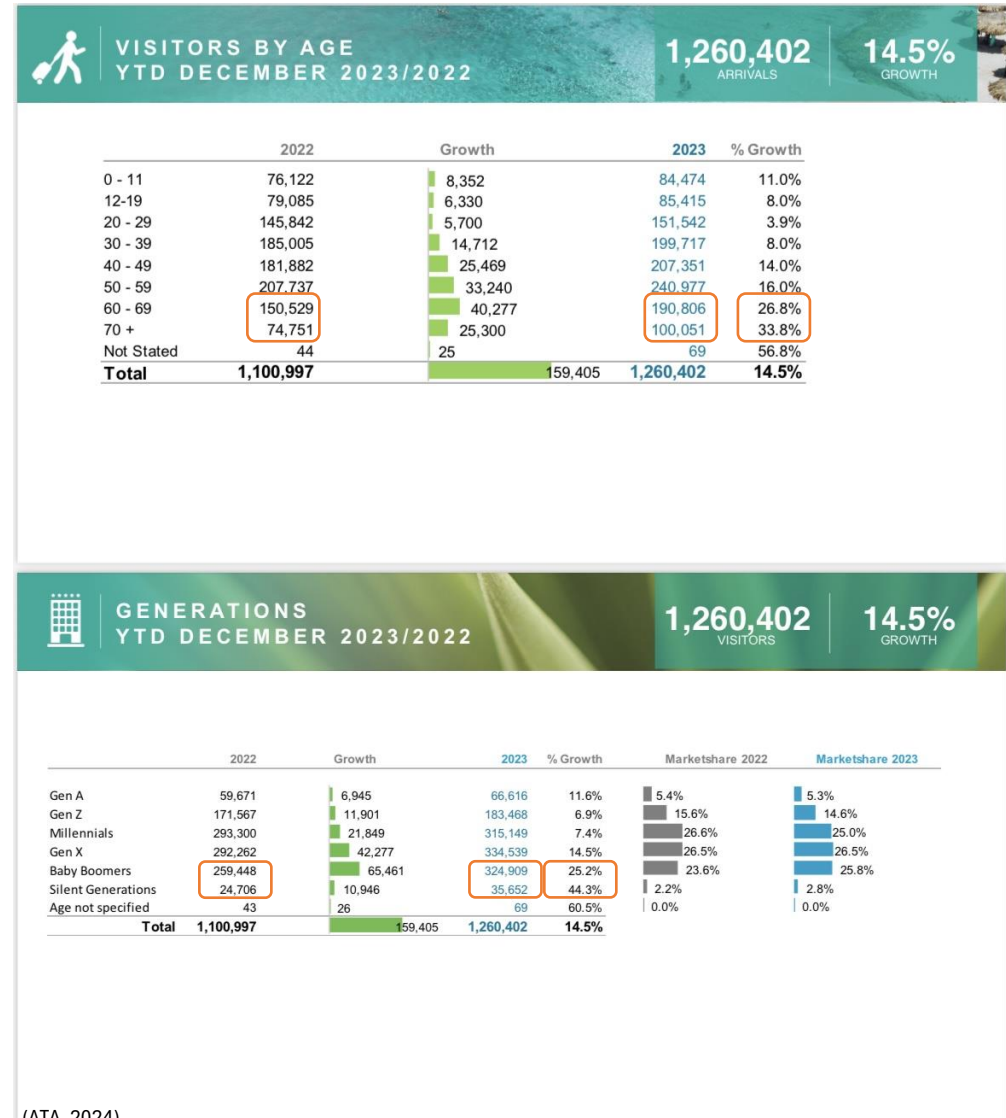 VISITORS BY AGE
YTD DECEMBER 2023/2022
1,260,402
ARRIVALS
14.5%
GROWTH
2022 Growth 2023 % Growth
0 - 11 76,122 8,352 84,474 11.0%
12-19 79,085 6,330 85,415 8.0%
20 - 29 145,842 5,700 151,542 3.9%
30 - 39 185,005 14,712 199,717 8.0%
40 - 49 181,882 25,469 207,351 14.0%
50 - 59 207,737 33,240 240,977 16.0%
60 - 69 150,529 40,277 190,806 26.8%
70 + 74,751 25,300 100,051 33.8%
Not Stated 44 25 69 56.8%
Total 1,100,997 159,405 1,260,402 14.5%
GENERATIONS
YTD DECEMBER 2023/2022
1,260,402
VISITORS
14.5%
GROWTH
2022 Growth 2023 % Growth Marketshare 2022 Marketshare 2023
Gen A 59,671 6,945 66,616 11.6% 5.4% 5.3%
Gen Z 171,567 11,901 183,468 6.9% 15.6% 14.6%
Millennials 293,300 21,849 315,149 7.4% 26.6% 25.0%
Gen X 292,262 42,277 334,539 14.5% 26.5% 26.5%
Baby Boomers 259,448 65,461 324,909 25.2% 23.6% 25.8%
Silent Generations 24,706 10,946 35,652 44.3% 2.2% 2.8%
Age not specified 43 26 69 60.5% 0.0% 0.0%
Total 1,100,997 159,405 1,260,402 14.5%
(ATA, 2024)